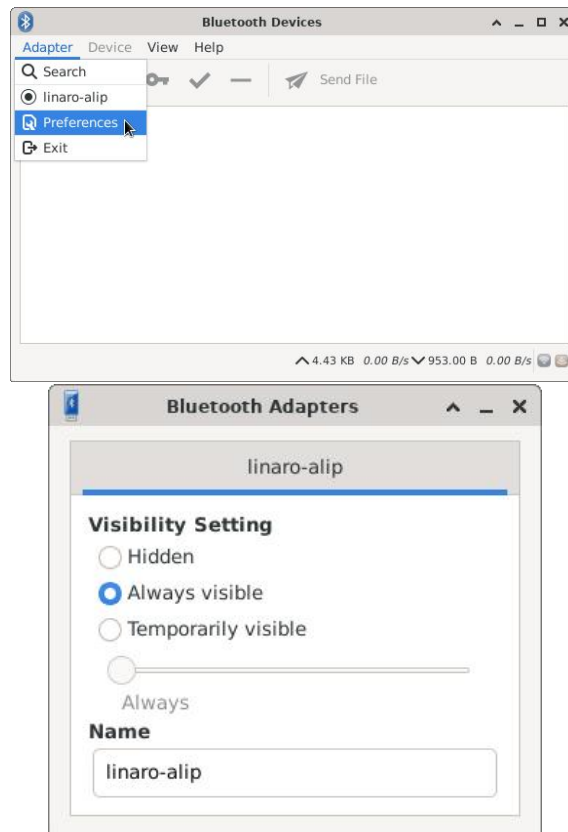 Bluetooth Devices
Adapter Device View Help
Search
Send File
linaro-alip
Preferences
Exit
4.43 KB 0.00 B/s 953.00 B 0.00 B/s
Bluetooth Adapters
linaro-alip
Visibility Setting
Hidden
Always visible
Temporarily visible
Always
Name
linaro-alip